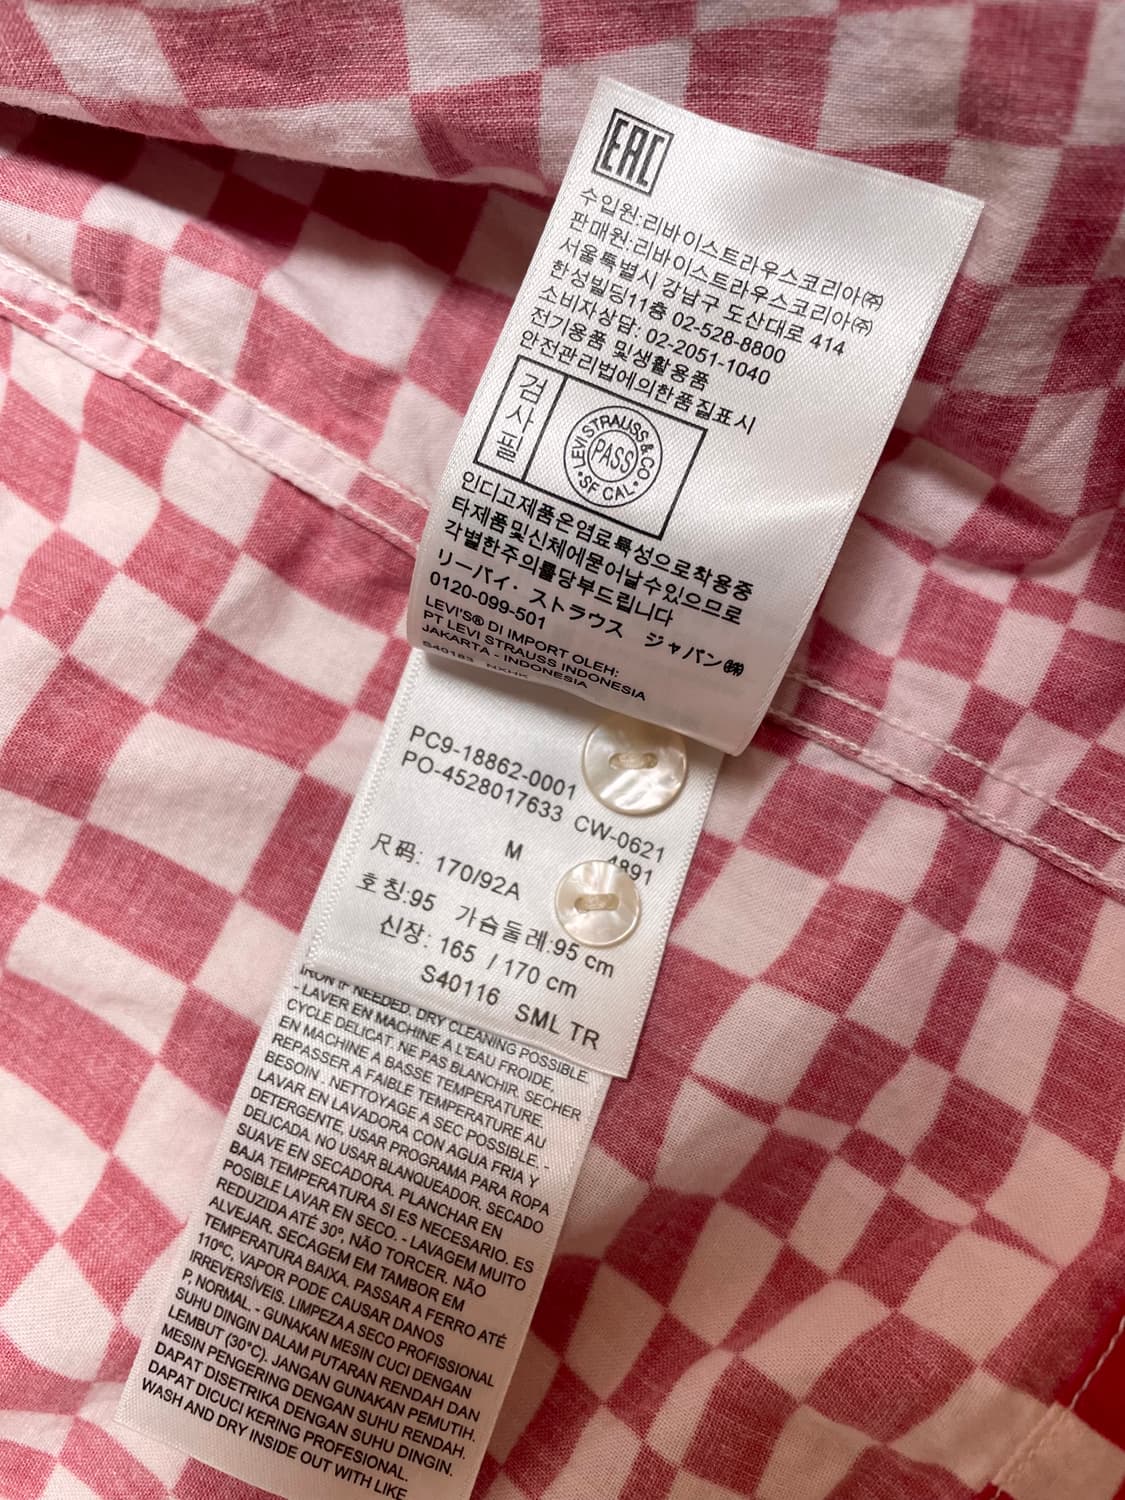 EAC
수입원:리바이스트라우스코리아㈜
판매원:리바이스트라우스코리아㈜
서울특별시 강남구 도산대로 414
한성빌딩11층 02-528-8800
소비자상담: 02-2051-1040
전기용품 및생활용품
안전관리법에의한품질표시
검사필
LEVI STRAUSS & CO
PASS
SF CAL
인디고제품은염료특성으로착용중
타제품및신체에묻어날수있으므로
각별한주의를당부드립니다
リーバイ・ストラウス ジャパン㈱
0120-099-501
LEVI'S® DI IMPORT OLEH:
PT LEVI STRAUSS INDONESIA
JAKARTA - INDONESIA
S40183 NXHK
PC9-18862-0001
PO-4528017633 CW-0621
M 4891
尺码: 170/92A
호칭:95 가슴둘레:95 cm
신장: 165 / 170 cm
S40116 SML TR
IRON IF NEEDED. DRY CLEANING POSSIBLE.
- LAVER EN MACHINE A L'EAU FROIDE,
CYCLE DELICAT. NE PAS BLANCHIR. SECHER
EN MACHINE A BASSE TEMPERATURE.
REPASSER A FAIBLE TEMPERATURE AU
BESOIN . NETTOYAGE A SEC POSSIBLE. -
LAVAR EN LAVADORA CON AGUA FRIA Y
DETERGENTE, USAR PROGRAMA PARA ROPA
DELICADA. NO USAR BLANQUEADOR. SECADO
SUAVE EN SECADORA. PLANCHAR EN
BAJA TEMPERATURA SI ES NECESARIO. ES
POSIBLE LAVAR EN SECO. - LAVAGEM MUITO
REDUZIDA ATÉ 30º, NÃO TORCER. NÃO
ALVEJAR. SECAGEM EM TAMBOR EM
TEMPERATURA BAIXA. PASSAR A FERRO ATÉ
110ºC, VAPOR PODE CAUSAR DANOS
IRREVERSÍVEIS. LIMPEZA A SECO PROFISSIONAL
P, NORMAL. - GUNAKAN MESIN CUCI DENGAN
SUHU DINGIN DALAM PUTARAN RENDAH DAN
LEMBUT (30°C). JANGAN GUNAKAN PEMUTIH.
MESIN PENGERING DENGAN SUHU RENDAH.
DAPAT DISETRIKA DENGAN SUHU DINGIN.
DAPAT DICUCI KERING PROFESIONAL.
WASH AND DRY INSIDE OUT WITH LIKE